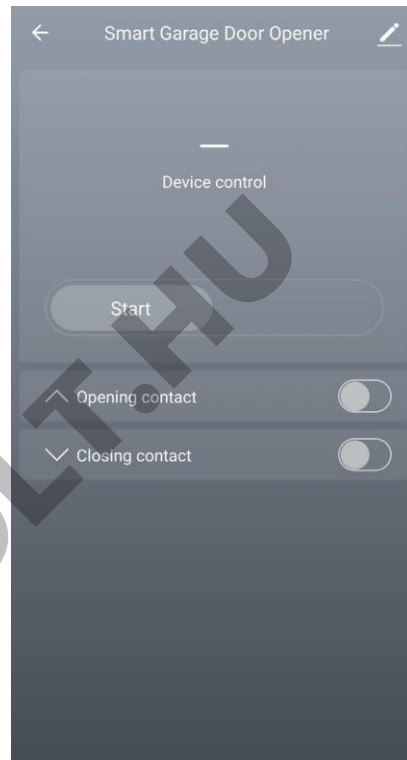 Smart Garage Door Opener
Device control
Start
Opening contact
Closing contact
LT.HU